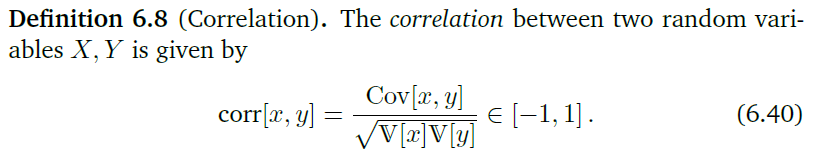 Definition 6.8 (Correlation). The correlation between two random vari-
ables X, Y is given by
corr[x, y] = Cov[x, y] / √(𝕍[x]𝕍[y]) ∈ [−1, 1] . (6.40)